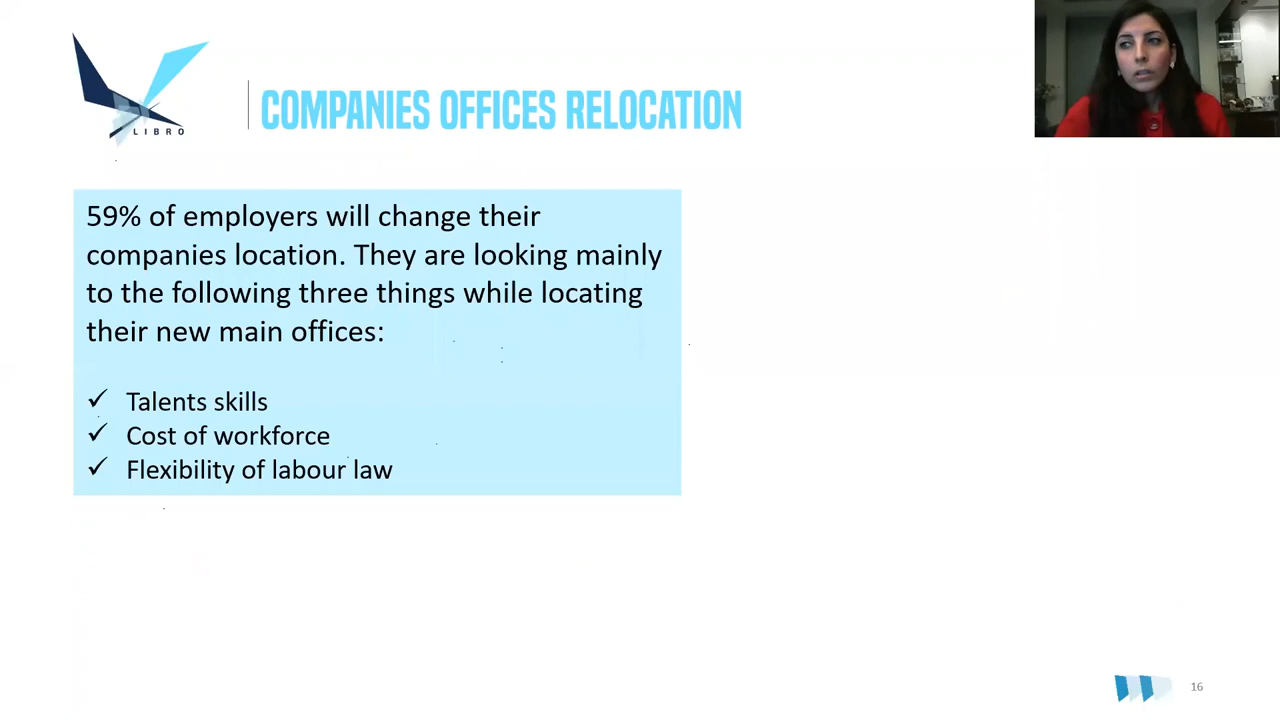 LIBRO
COMPANIES OFFICES RELOCATION
59% of employers will change their
companies location. They are looking mainly
to the following three things while locating
their new main offices:
✓ Talents skills
✓ Cost of workforce
✓ Flexibility of labour law
16